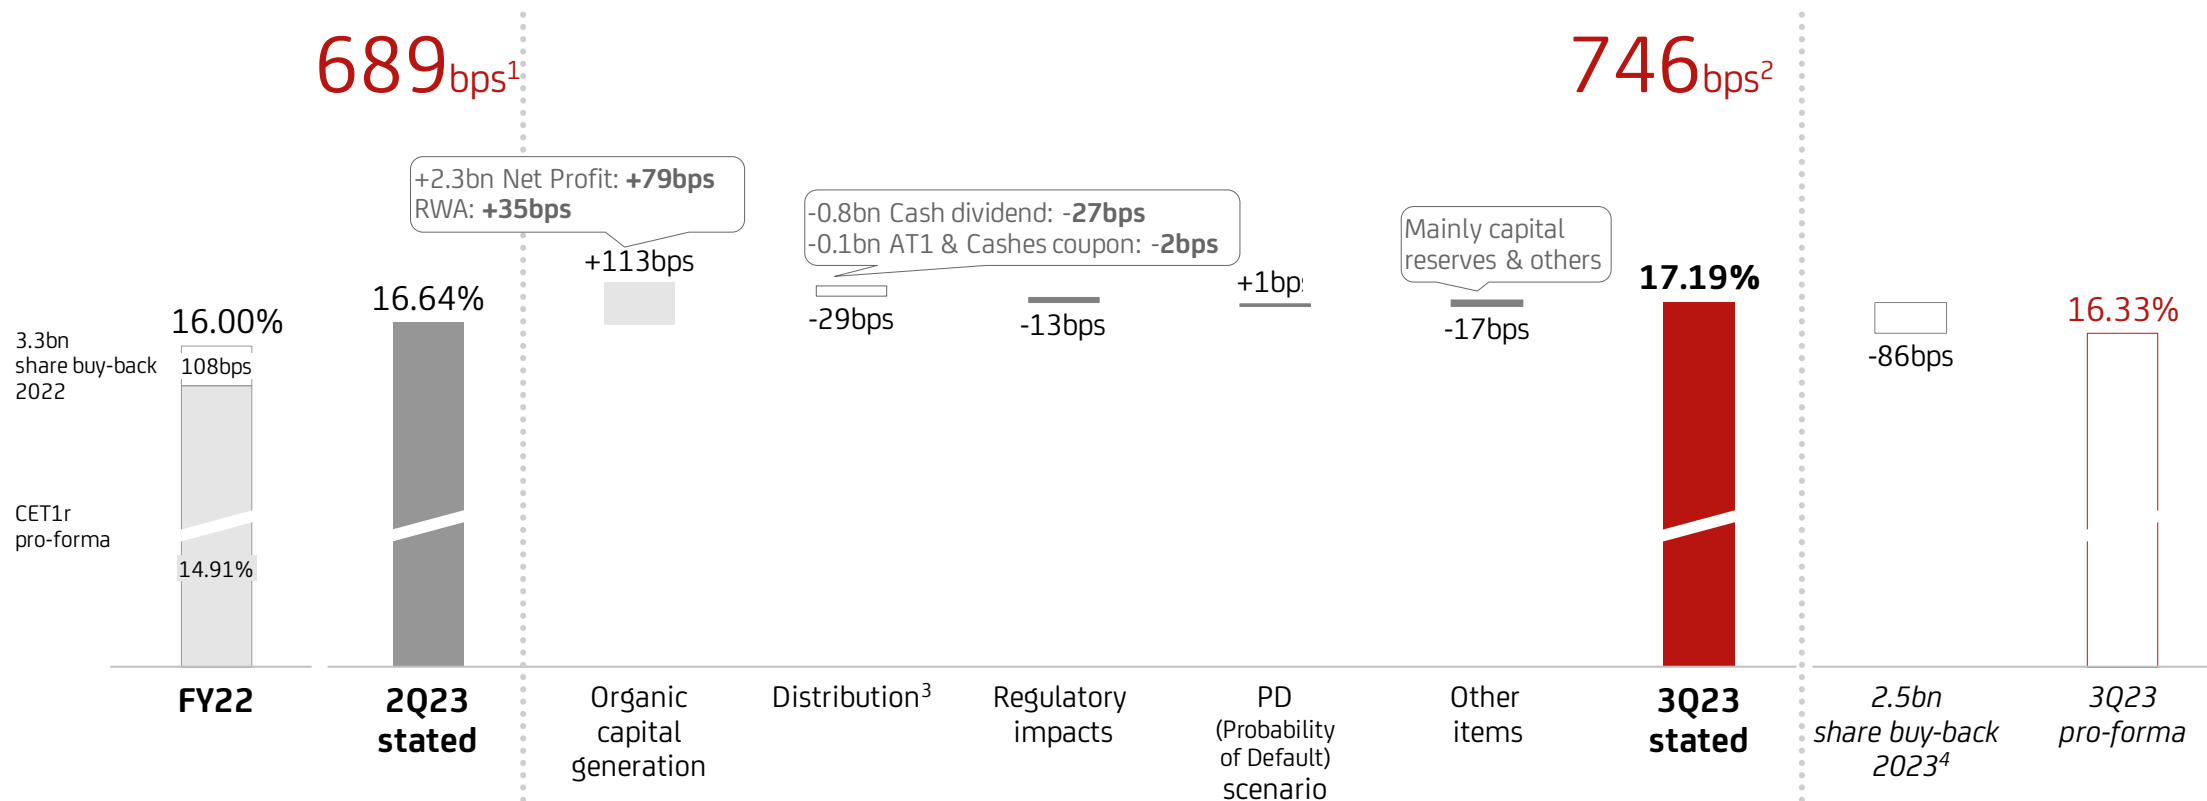 689bps¹
746bps²
+2.3bn Net Profit: +79bps
RWA: +35bps
-0.8bn Cash dividend: -27bps
-0.1bn AT1 & Cashes coupon: -2bps
Mainly capital
reserves & others
3.3bn
share buy-back
2022
16.00%
108bps
16.64%
+113bps
-29bps
-13bps
+1bp
-17bps
17.19%
-86bps
16.33%
CET1r
pro-forma
14.91%
FY22
2Q23
stated
Organic
capital
generation
Distribution³
Regulatory
impacts
PD
(Probability
of Default)
scenario
Other
items
3Q23
stated
2.5bn
share buy-back
2023⁴
3Q23
pro-forma